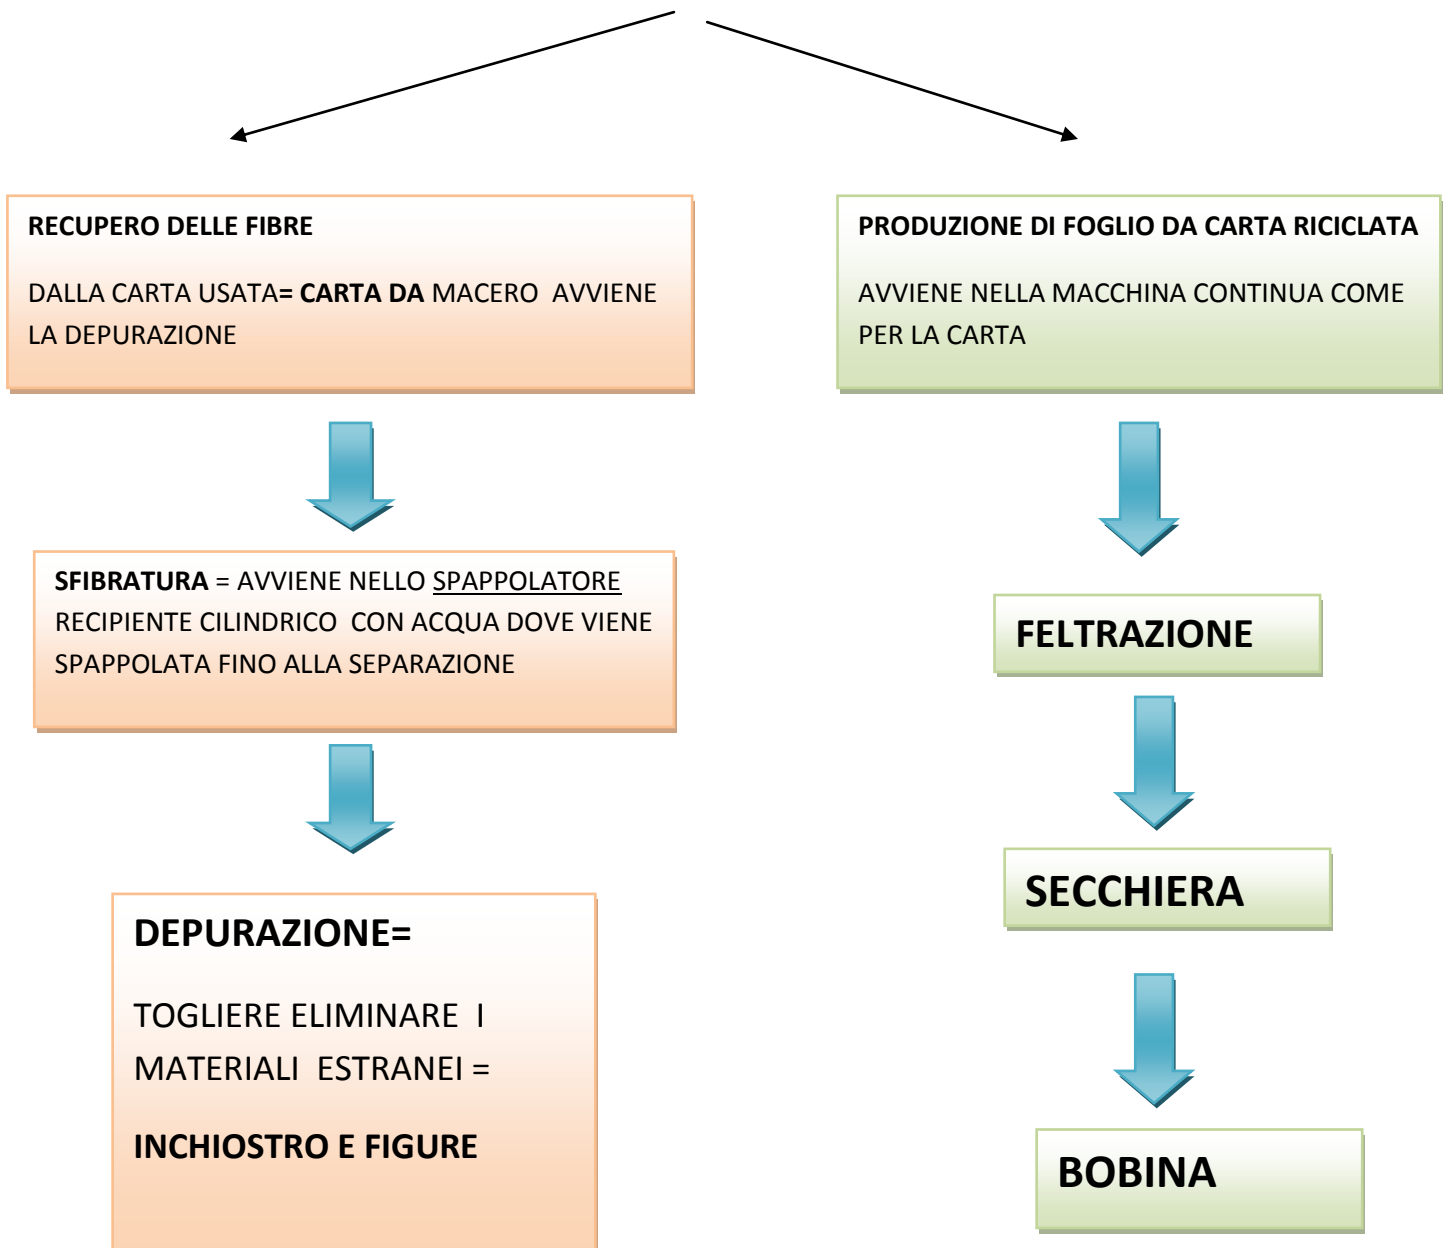 RECUPERO DELLE FIBRE
DALLA CARTA USATA= CARTA DA MACERO AVVIENE
LA DEPURAZIONE
SFIBRATURA = AVVIENE NELLO SPAPPOLATORE
RECIPIENTE CILINDRICO CON ACQUA DOVE VIENE
SPAPPOLATA FINO ALLA SEPARAZIONE
DEPURAZIONE=
TOGLIERE ELIMINARE I
MATERIALI ESTRANEI =
INCHIOSTRO E FIGURE
PRODUZIONE DI FOGLIO DA CARTA RICICLATA
AVVIENE NELLA MACCHINA CONTINUA COME
PER LA CARTA
FELTRAZIONE
SECCHIERA
BOBINA